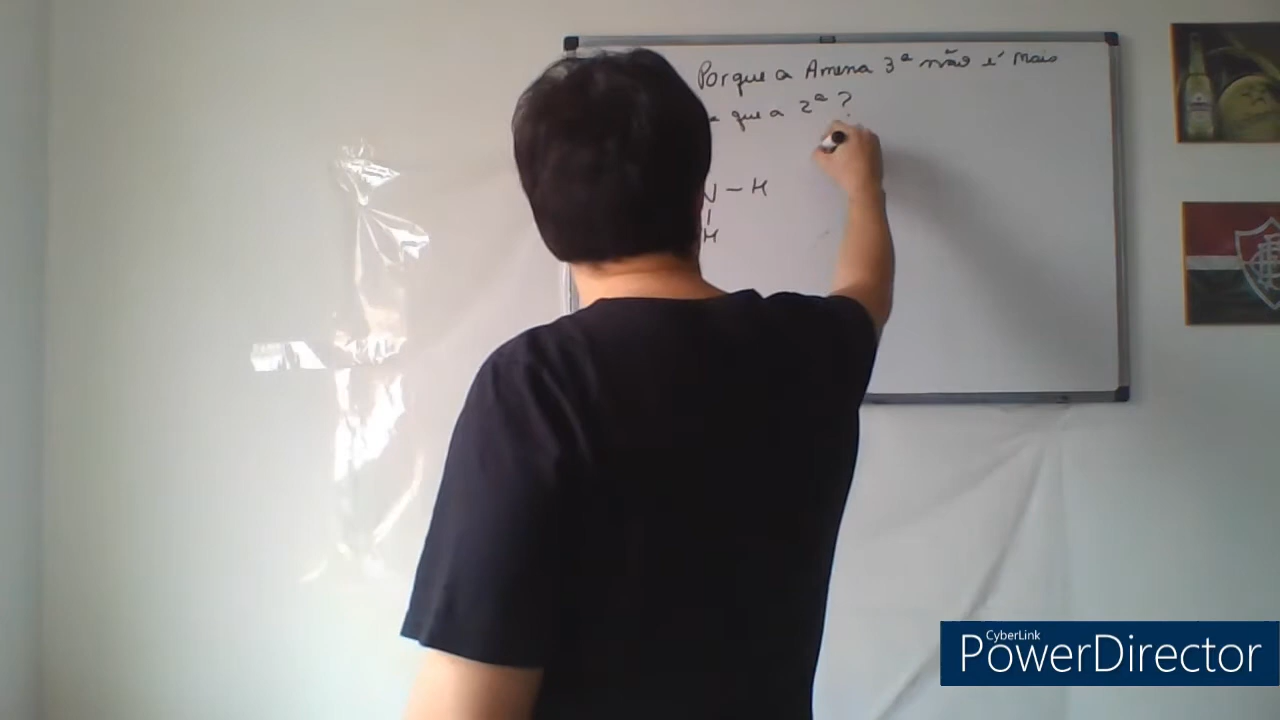 Porque a Amina 3ª não é mais
que a 2ª ?
N - H
|
H
CyberLink
PowerDirector